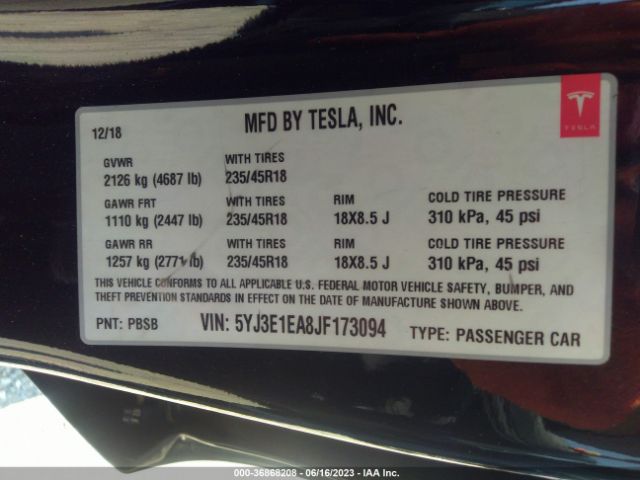 12/18
MFD BY TESLA, INC.
TESLA
GVWR WITH TIRES
2126 kg (4687 lb) 235/45R18
GAWR FRT WITH TIRES RIM COLD TIRE PRESSURE
1110 kg (2447 lb) 235/45R18 18X8.5 J 310 kPa, 45 psi
GAWR RR WITH TIRES RIM COLD TIRE PRESSURE
1257 kg (2771 lb) 235/45R18 18X8.5 J 310 kPa, 45 psi
THIS VEHICLE CONFORMS TO ALL APPLICABLE U.S. FEDERAL MOTOR VEHICLE SAFETY, BUMPER, AND
THEFT PREVENTION STANDARDS IN EFFECT ON THE DATE OF MANUFACTURE SHOWN ABOVE.
PNT: PBSB VIN: 5YJ3E1EA8JF173094 TYPE: PASSENGER CAR
000-36868208 - 06/16/2023 - IAA Inc.